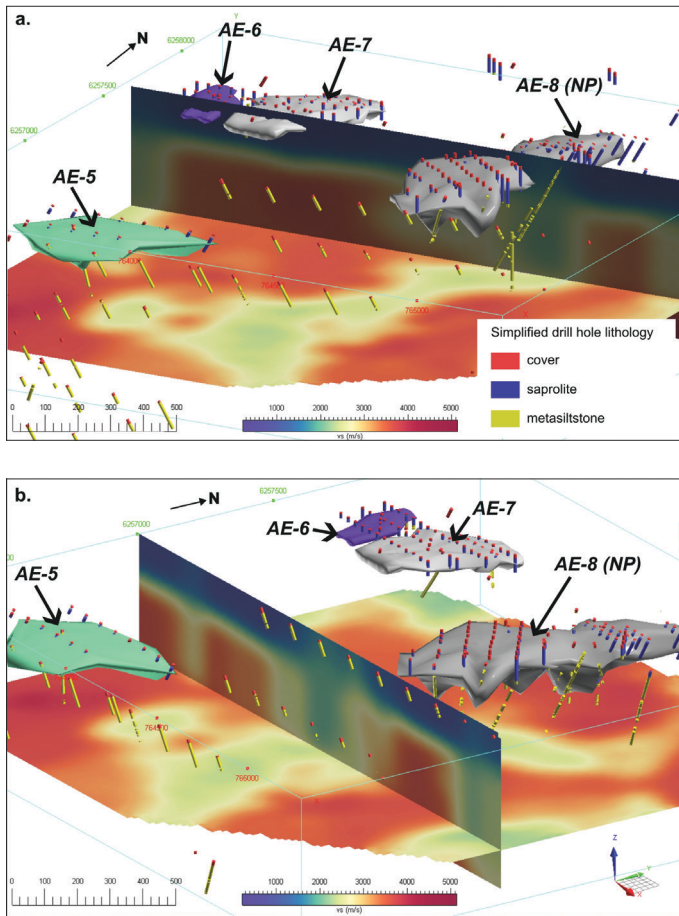 a.
N
AE-6
AE-7
AE-8 (NP)
AE-5
6258000
6257500
6257000
Y
765000
X
Simplified drill hole lithology
cover
saprolite
metasiltstone
0 100 200 300 400 500
1000 2000 3000 4000 5000
vs (m/s)
b.
N
6257500
6257000
AE-6
AE-7
AE-8 (NP)
AE-5
764500
765000
X
0 100 200 300 400 500
1000 2000 3000 4000 5000
vs (m/s)
Z
Y
X